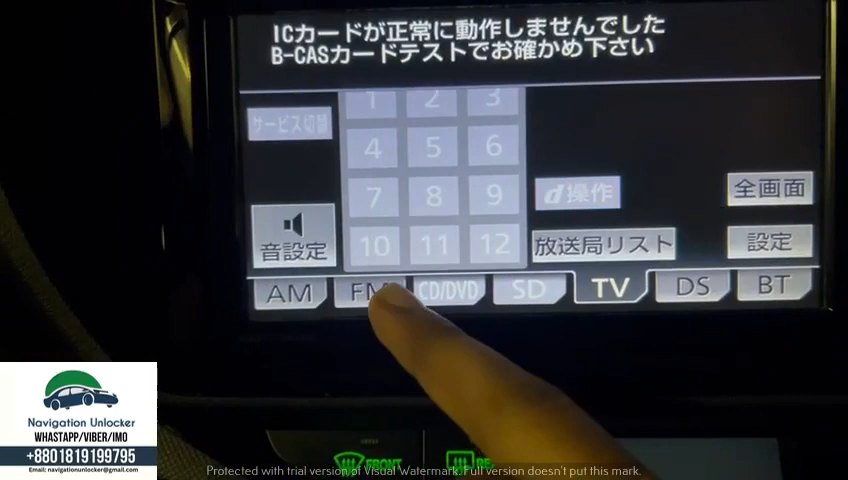 ICカードが正常に動作しませんでした
B-CASカードテストでお確かめ下さい
サービス切替
1 2 3
4 5 6
7 8 9
10 11 12
d操作
全画面
音設定
放送局リスト
設定
AM FM CD/DVD SD TV DS BT
Navigation Unlocker
WHASTAPP/VIBER/IMO
+8801819199795
Email: navigationunlocker@gmail.com
FRONT
Protected with trial version of Visual Watermark. Full version doesn't put this mark.